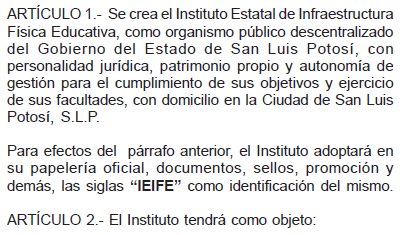 ARTÍCULO 1.- Se crea el Instituto Estatal de Infraestructura
Física Educativa, como organismo público descentralizado
del Gobierno del Estado de San Luis Potosí, con
personalidad jurídica, patrimonio propio y autonomía de
gestión para el cumplimiento de sus objetivos y ejercicio
de sus facultades, con domicilio en la Ciudad de San Luis
Potosí, S.L.P.
Para efectos del párrafo anterior, el Instituto adoptará en
su papelería oficial, documentos, sellos, promoción y
demás, las siglas “IEIFE” como identificación del mismo.
ARTÍCULO 2.- El Instituto tendrá como objeto: